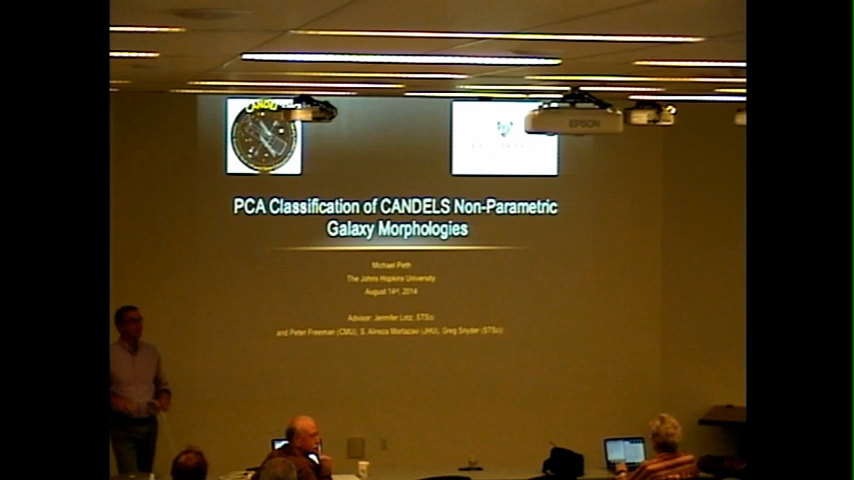 CANDEL
EPSON
PCA Classification of CANDELS Non-Parametric
Galaxy Morphologies
Michael Peth
The Johns Hopkins University
August 14th, 2014
Advisor: Jennifer Lotz, STScI
and Peter Freeman (CMU), S. Alireza Mortazavi (JHU), Greg Snyder (STScI)